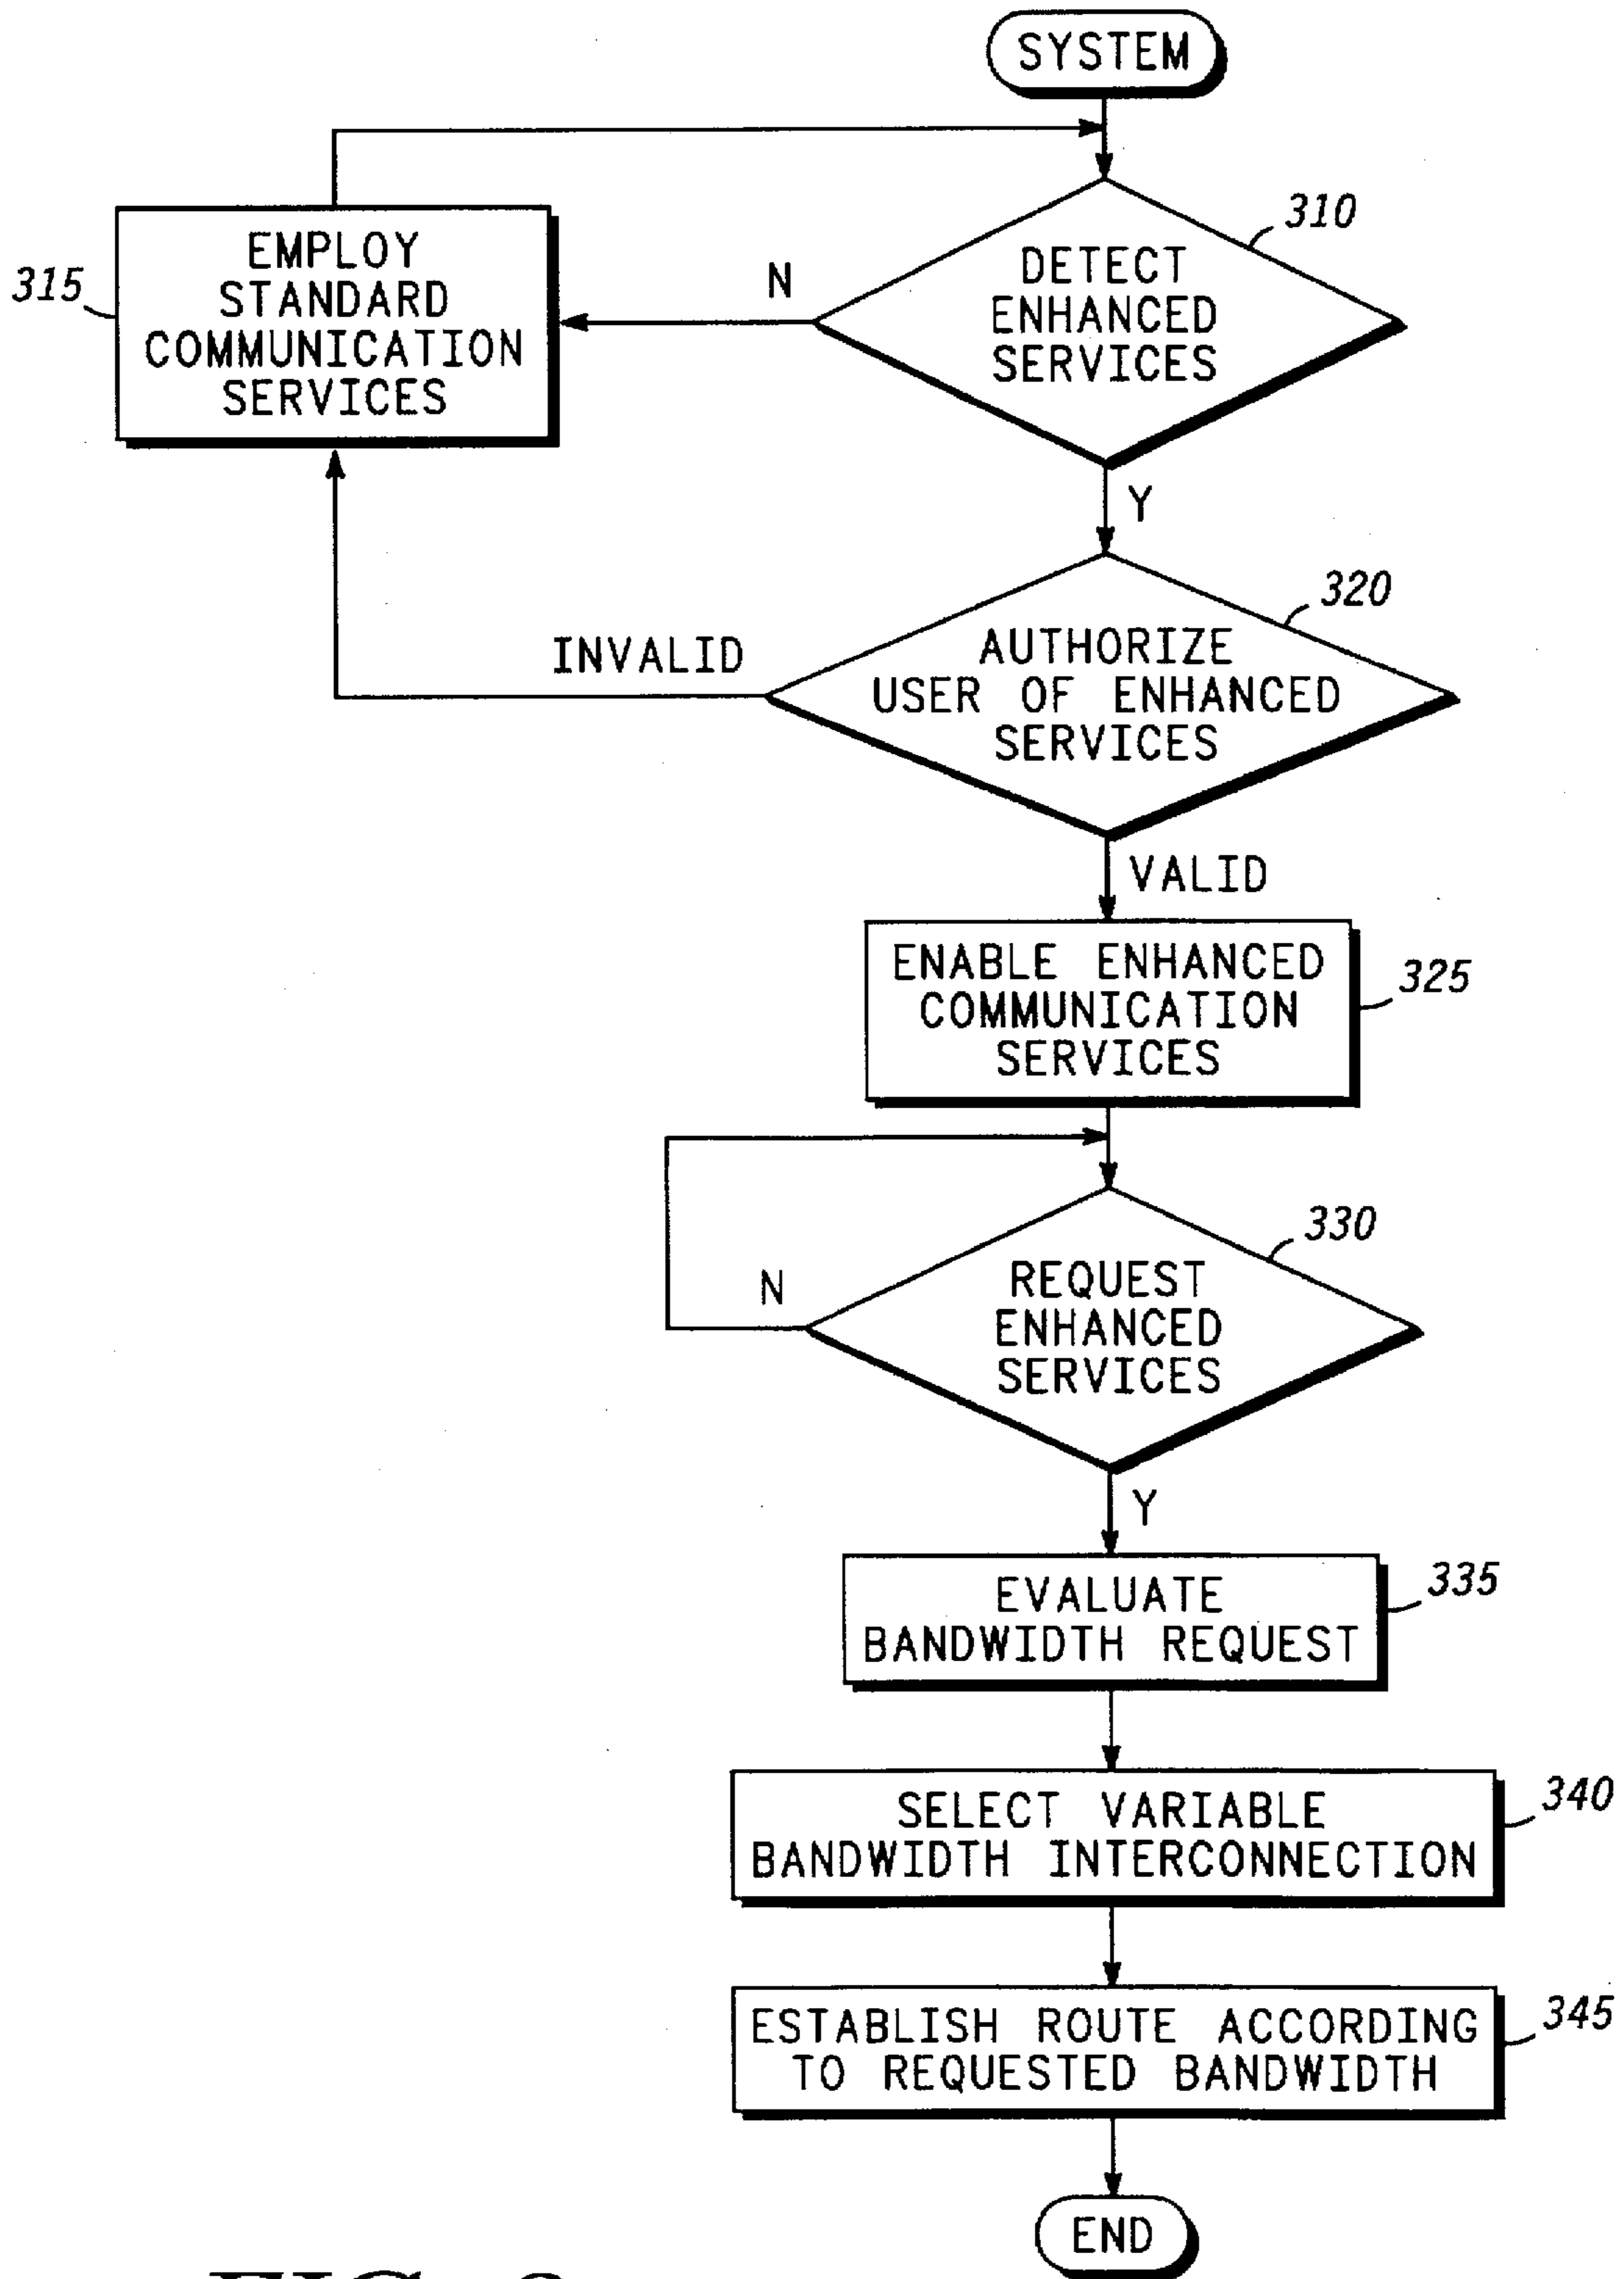 SYSTEM
310
DETECT
ENHANCED
SERVICES
N
315
EMPLOY
STANDARD
COMMUNICATION
SERVICES
Y
320
AUTHORIZE
USER OF ENHANCED
SERVICES
INVALID
VALID
325
ENABLE ENHANCED
COMMUNICATION
SERVICES
330
REQUEST
ENHANCED
SERVICES
N
Y
335
EVALUATE
BANDWIDTH REQUEST
340
SELECT VARIABLE
BANDWIDTH INTERCONNECTION
345
ESTABLISH ROUTE ACCORDING
TO REQUESTED BANDWIDTH
END